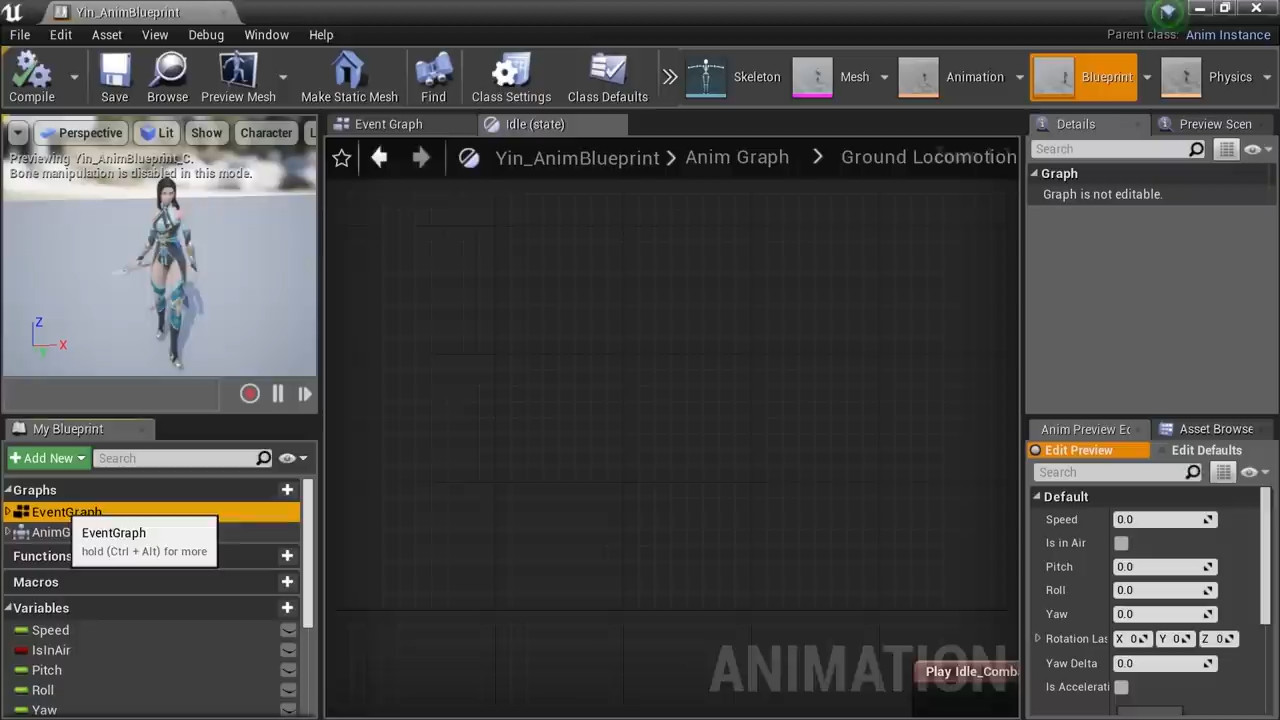 Yin_AnimBlueprint
File Edit Asset View Debug Window Help
Parent class: Anim Instance
Compile Save Browse Preview Mesh Make Static Mesh Find Class Settings Class Defaults Skeleton Mesh Animation Blueprint Physics
Perspective Lit Show Character L
Previewing Yin_AnimBlueprint_C.
Bone manipulation is disabled in this mode.
Z
X
Event Graph
Idle (state)
Yin_AnimBlueprint Anim Graph Ground Locomotion
ANIMATION
Play Idle_Comb
My Blueprint
+ Add New
Search
Graphs
EventGraph
AnimG
EventGraph
hold (Ctrl + Alt) for more
Functions
Macros
Variables
Speed
IsInAir
Pitch
Roll
Yaw
Details
Preview Scen
Search
Graph
Graph is not editable.
Anim Preview Ec
Asset Browse
Edit Preview
Edit Defaults
Search
Default
Speed 0.0
Is in Air
Pitch 0.0
Roll 0.0
Yaw 0.0
Rotation Las X 0 Y 0 Z 0
Yaw Delta 0.0
Is Accelerati